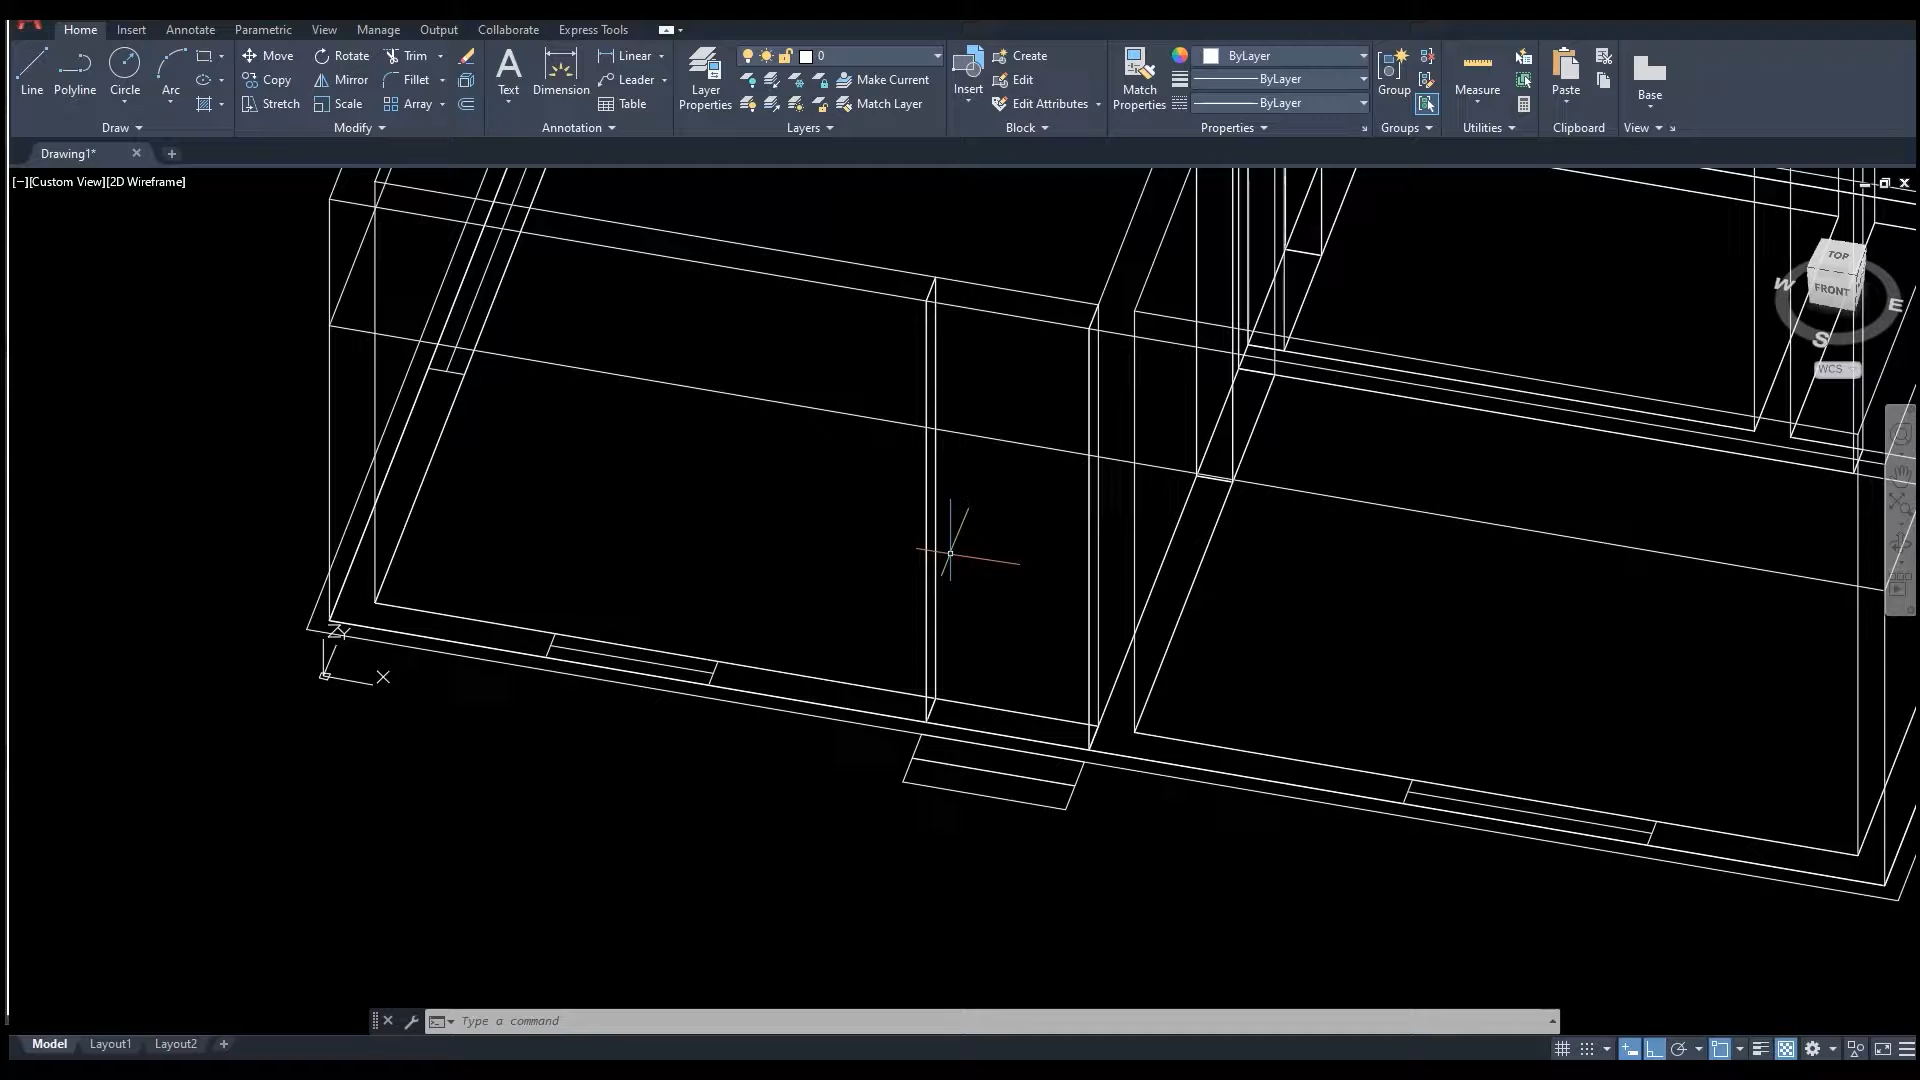 Home Insert Annotate Parametric View Manage Output Collaborate Express Tools
Line
Polyline
Circle
Arc
Move
Copy
Stretch
Rotate
Mirror
Scale
Trim
Fillet
Array
Text
Dimension
Linear
Leader
Table
Layer
Properties
0
Make Current
Match Layer
Insert
Create
Edit
Edit Attributes
Match
Properties
ByLayer
ByLayer
ByLayer
Group
Measure
Paste
Base
Draw Modify Annotation Layers Block Properties Groups Utilities Clipboard View
Drawing1*
[−][Custom View][2D Wireframe]
TOP
FRONT
W
E
S
WCS
Z
Y
X
Type a command
Model Layout1 Layout2